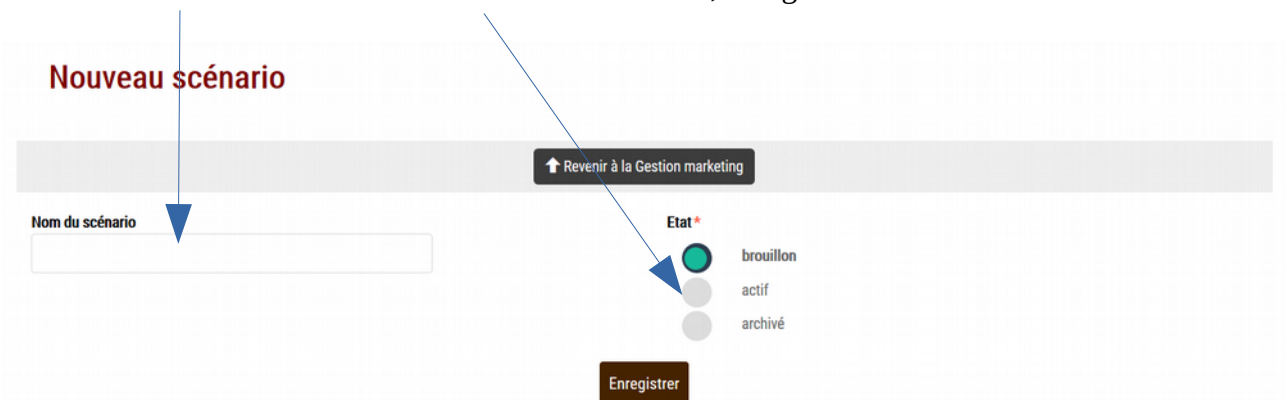 Nouveau scénario
Revenir à la Gestion marketing
Nom du scénario
Etat*
brouillon
actif
archivé
Enregistrer